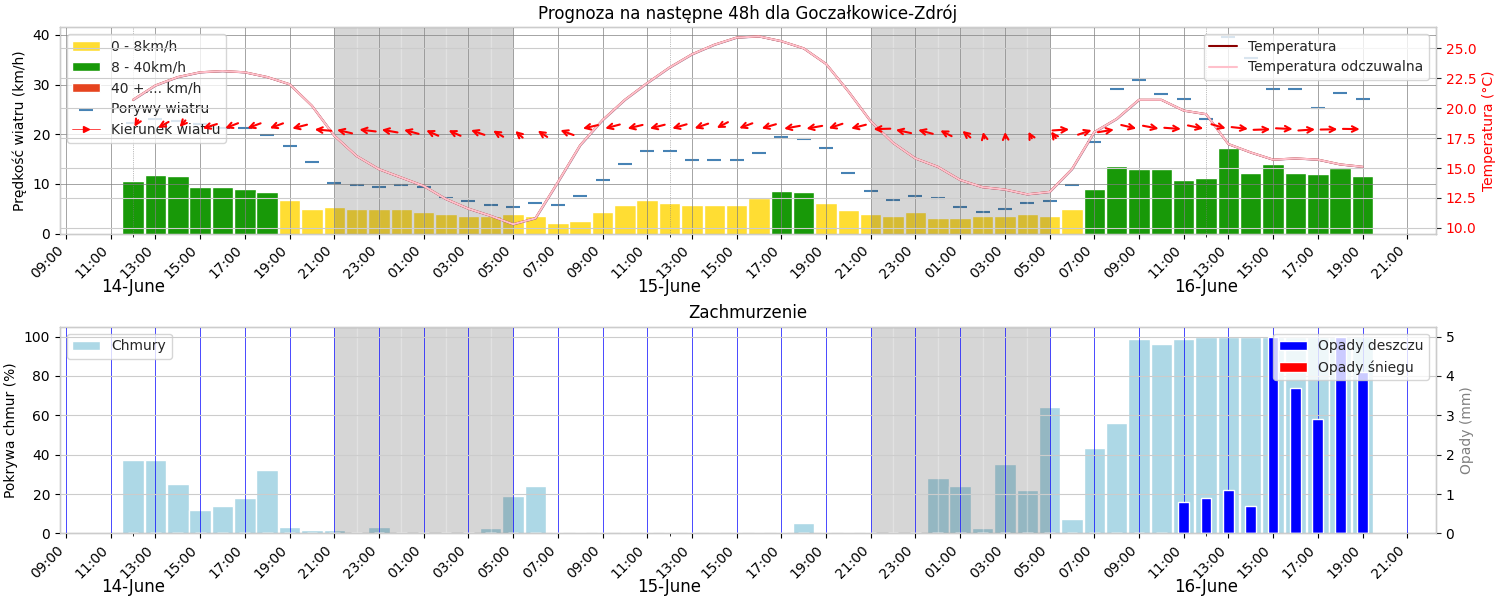 Prognoza na następne 48h dla Goczałkowice-Zdrój
Prędkość wiatru (km/h)
40
30
20
10
0
0 - 8km/h
8 - 40km/h
40 + ... km/h
Porywy wiatru
Kierunek wiatru
Temperatura
Temperatura odczuwalna
25.0
22.5
20.0
17.5
15.0
12.5
10.0
Temperatura (°C)
09:00 11:00 13:00 15:00 17:00 19:00 21:00 23:00 01:00 03:00 05:00 07:00 09:00 11:00 13:00 15:00 17:00 19:00 21:00 23:00 01:00 03:00 05:00 07:00 09:00 11:00 13:00 15:00 17:00 19:00 21:00
14-June 15-June 16-June
Zachmurzenie
Pokrywa chmur (%)
100
80
60
40
20
0
Chmury
Opady deszczu
Opady śniegu
5
4
3
2
1
0
Opady (mm)
09:00 11:00 13:00 15:00 17:00 19:00 21:00 23:00 01:00 03:00 05:00 07:00 09:00 11:00 13:00 15:00 17:00 19:00 21:00 23:00 01:00 03:00 05:00 07:00 09:00 11:00 13:00 15:00 17:00 19:00 21:00
14-June 15-June 16-June